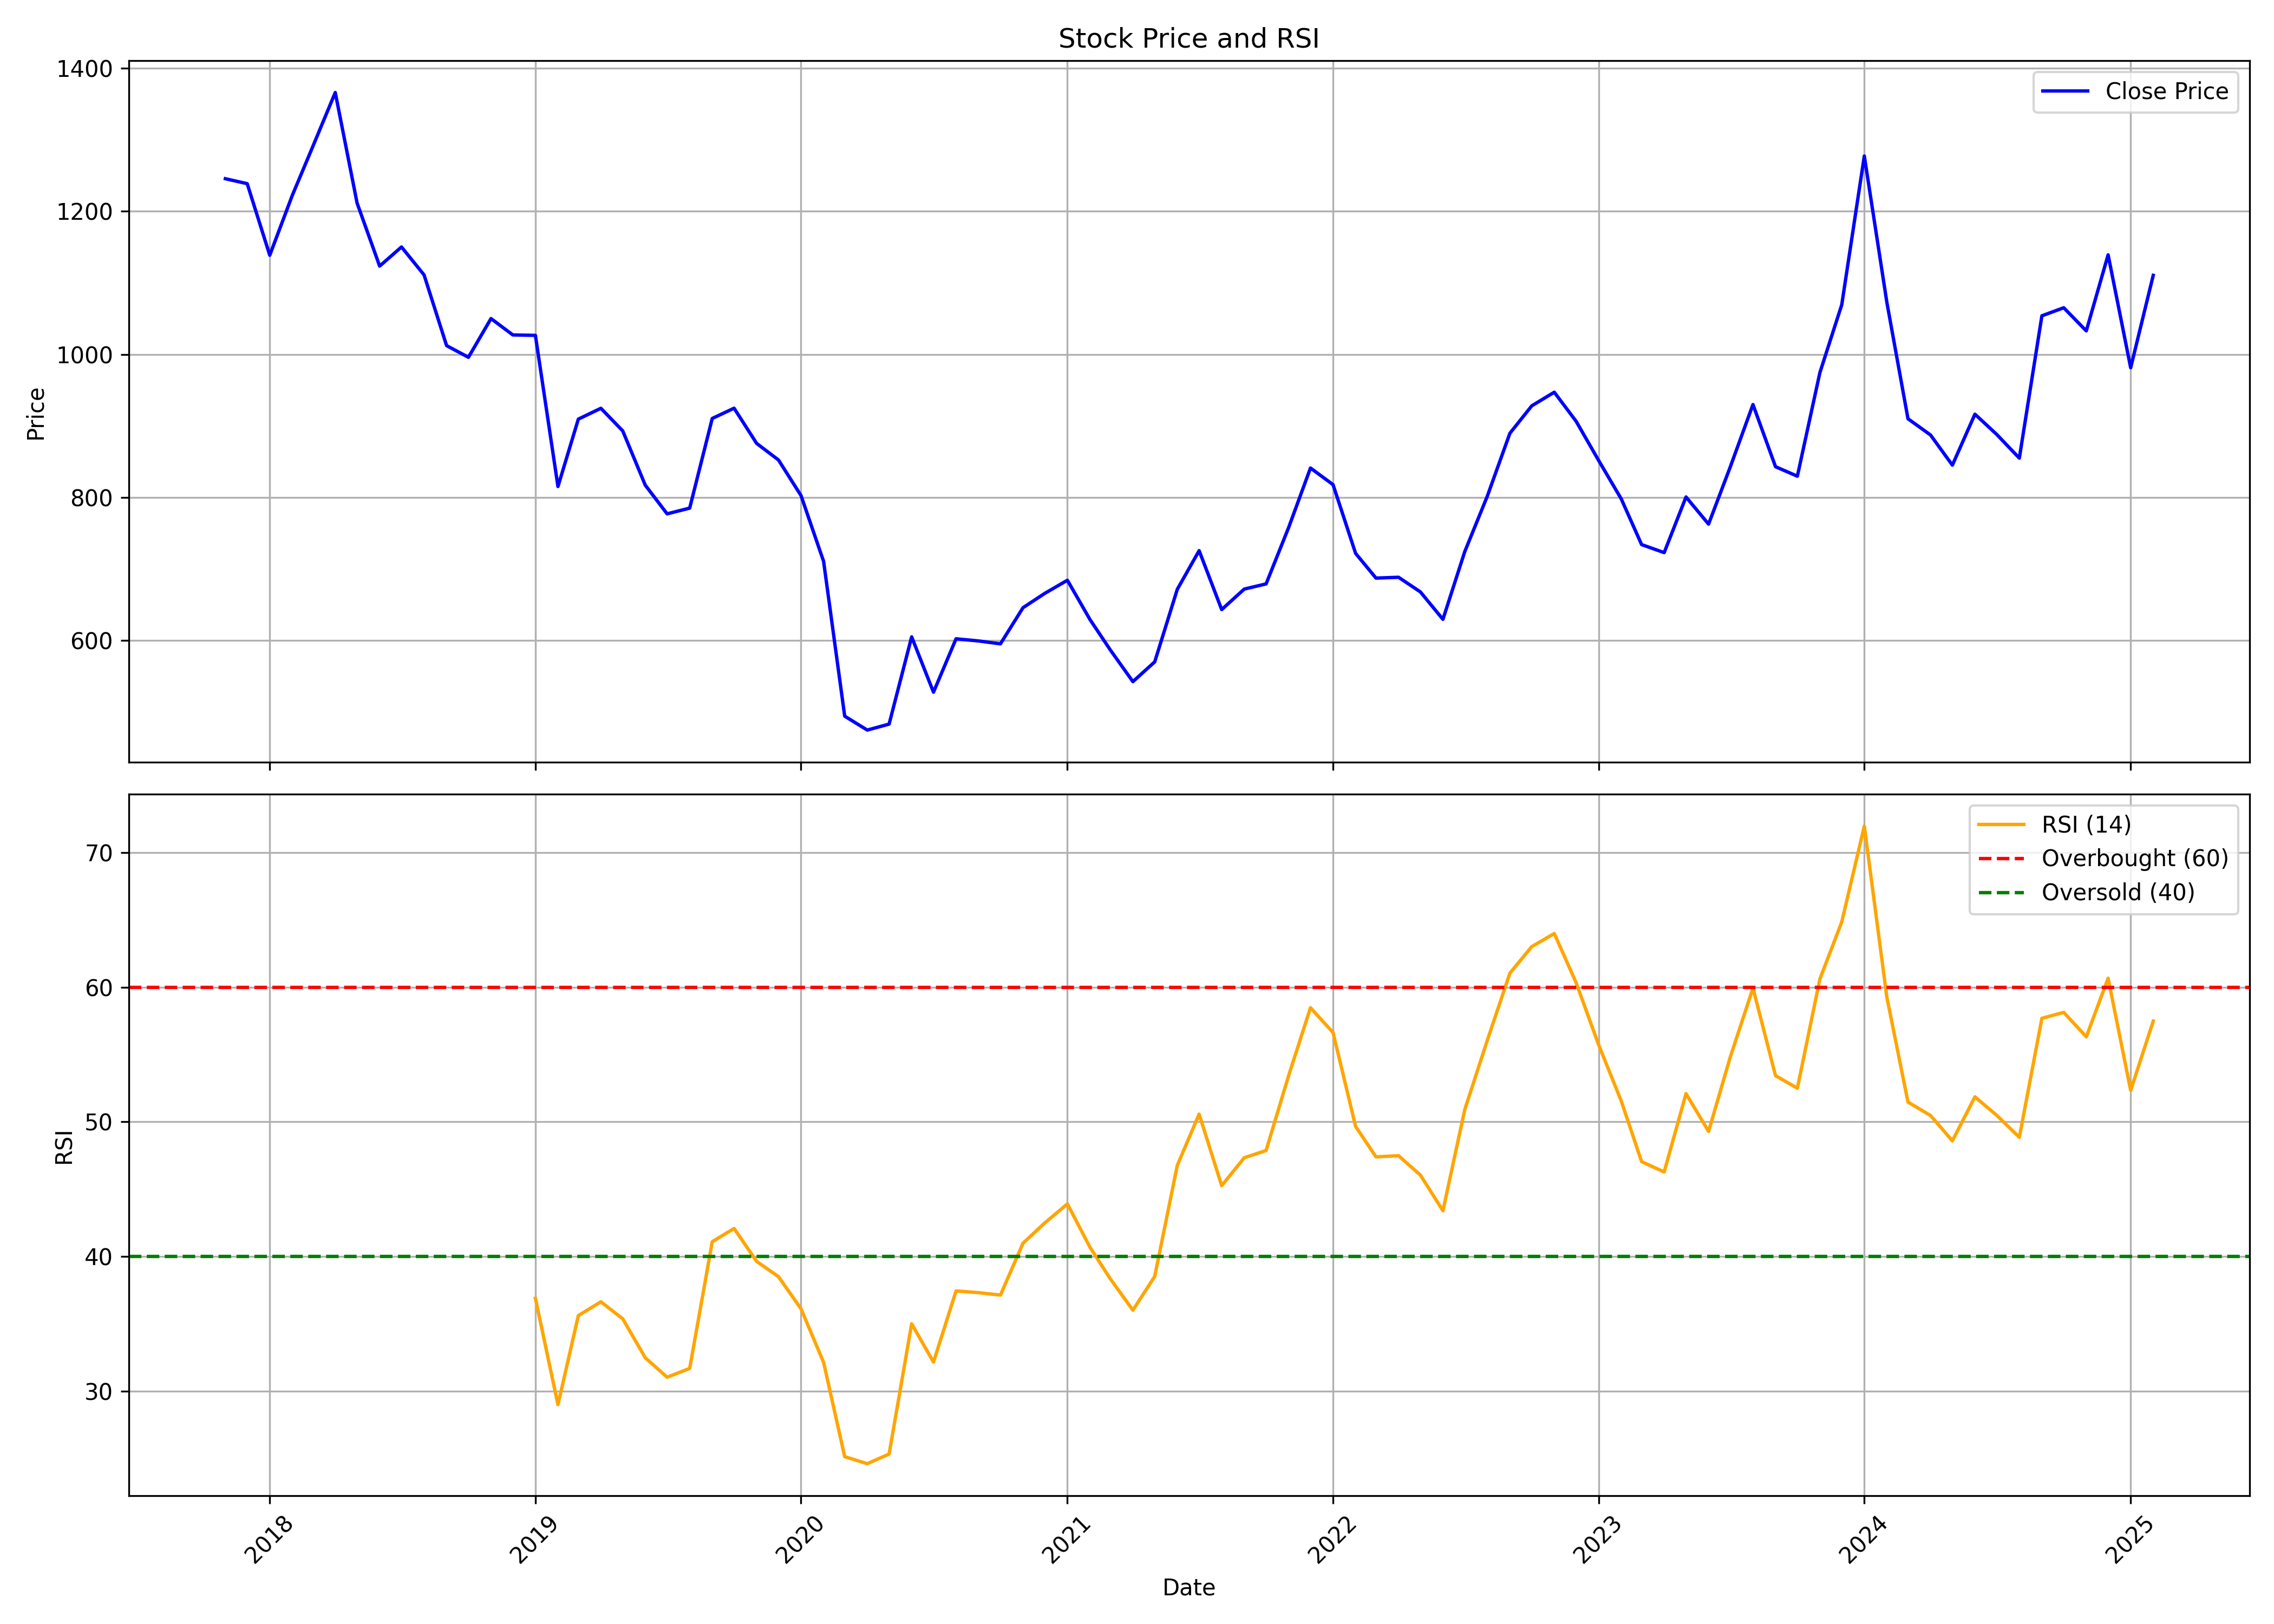 Stock Price and RSI
1400
1200
1000
800
600
Price
Close Price
70
60
50
40
30
RSI
RSI (14)
Overbought (60)
Oversold (40)
2018
2019
2020
2021
2022
2023
2024
2025
Date